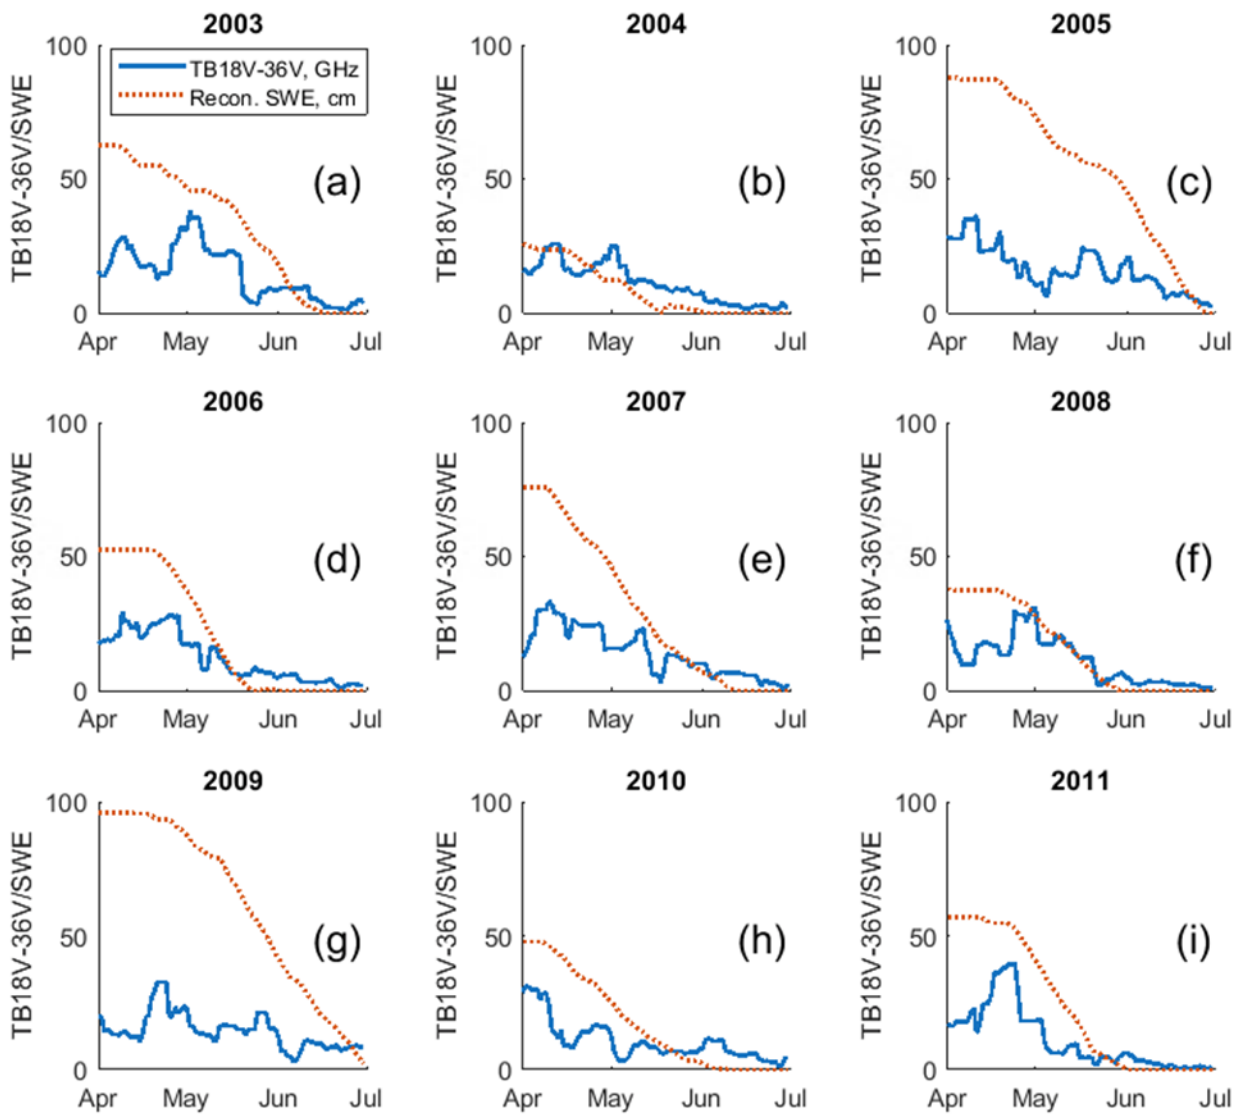 2003
100
TB18V-36V, GHz
Recon. SWE, cm
TB18V-36V/SWE
50
(a)
0
Apr May Jun Jul
2004
100
TB18V-36V/SWE
50
(b)
0
Apr May Jun Jul
2005
100
TB18V-36V/SWE
50
(c)
0
Apr May Jun Jul
2006
100
TB18V-36V/SWE
50
(d)
0
Apr May Jun Jul
2007
100
TB18V-36V/SWE
50
(e)
0
Apr May Jun Jul
2008
100
TB18V-36V/SWE
50
(f)
0
Apr May Jun Jul
2009
100
TB18V-36V/SWE
50
(g)
0
Apr May Jun Jul
2010
100
TB18V-36V/SWE
50
(h)
0
Apr May Jun Jul
2011
100
TB18V-36V/SWE
50
(i)
0
Apr May Jun Jul